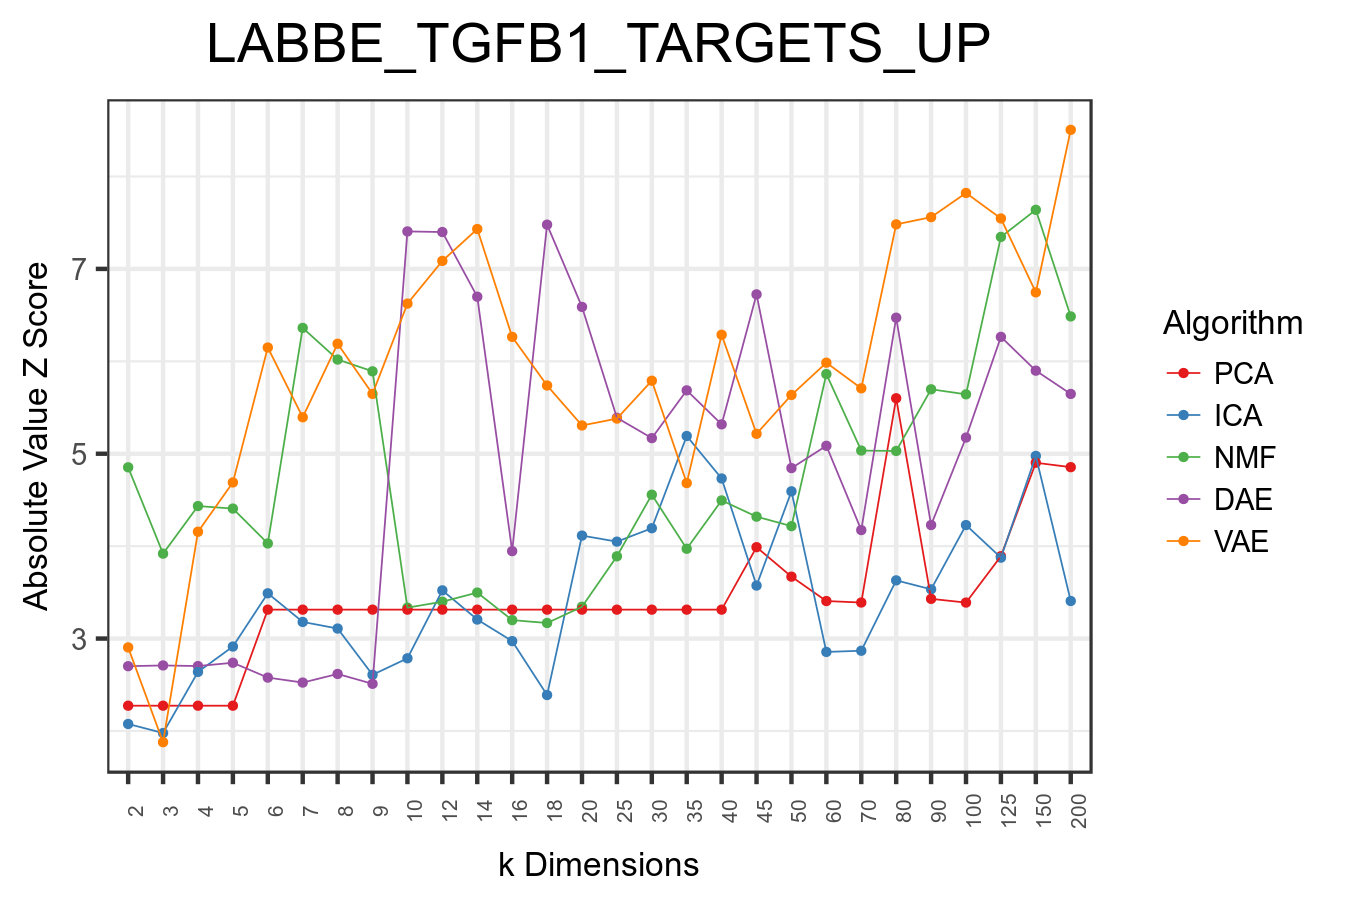 LABBE_TGFB1_TARGETS_UP
Absolute Value Z Score
7
5
3
2 3 4 5 6 7 8 9 10 12 14 16 18 20 25 30 35 40 45 50 60 70 80 90 100 125 150 200
k Dimensions
Algorithm
PCA
ICA
NMF
DAE
VAE